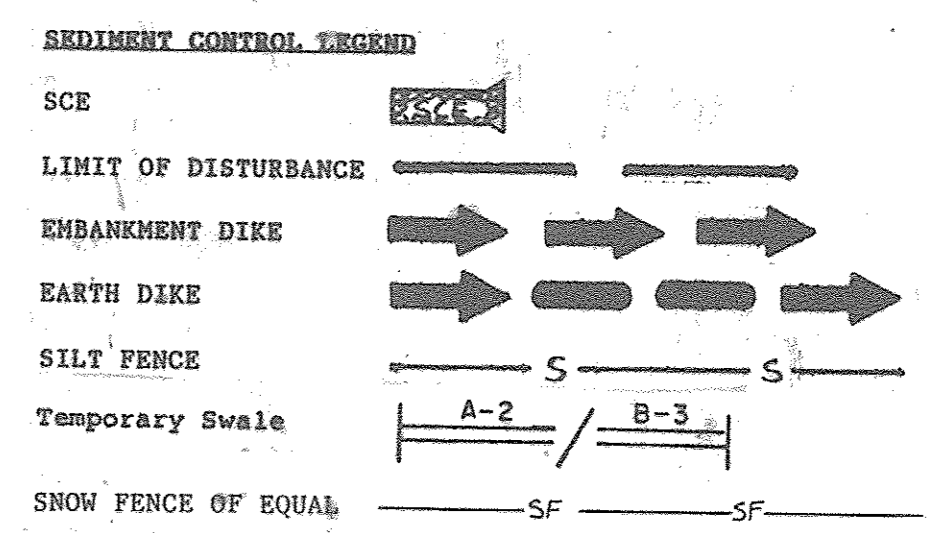 SEDIMENT CONTROL LEGEND
SCE SCE
LIMIT OF DISTURBANCE
EMBANKMENT DIKE
EARTH DIKE
SILT FENCE S S
Temporary Swale A-2 B-3
SNOW FENCE OF EQUAL SF SF